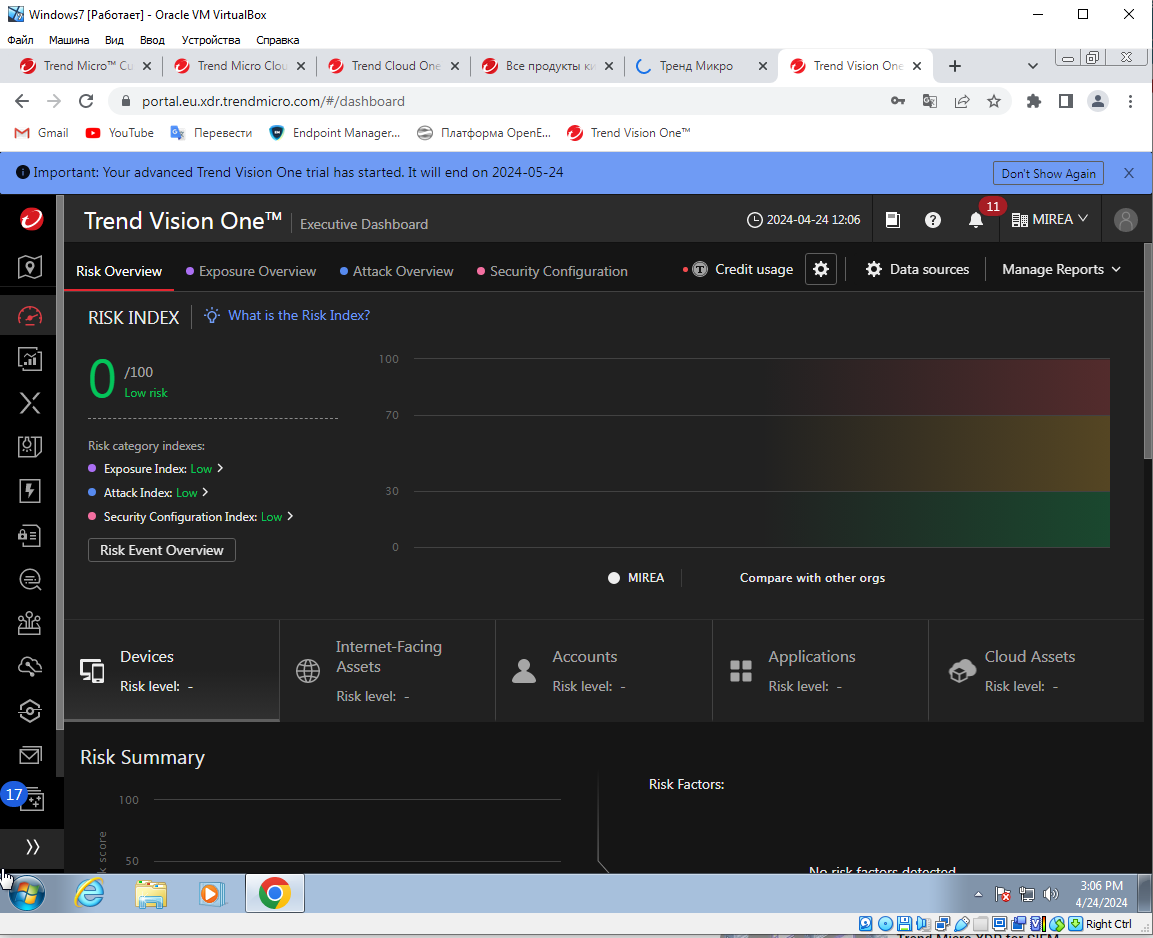 Windows7 [Работает] - Oracle VM VirtualBox
Файл Машина Вид Ввод Устройства Справка
Trend Micro™ Cu Trend Micro Clou Trend Cloud One Все продукты ки Тренд Микро Trend Vision One
portal.eu.xdr.trendmicro.com/#/dashboard
Gmail YouTube Перевести Endpoint Manager... Платформа OpenE... Trend Vision One™
Important: Your advanced Trend Vision One trial has started. It will end on 2024-05-24 Don't Show Again
Trend Vision One™ Executive Dashboard 2024-04-24 12:06 11 MIREA
Risk Overview Exposure Overview Attack Overview Security Configuration Credit usage Data sources Manage Reports
RISK INDEX What is the Risk Index?
0 /100
Low risk
Risk category indexes:
Exposure Index: Low
Attack Index: Low
Security Configuration Index: Low
Risk Event Overview
100
70
30
0
MIREA Compare with other orgs
Devices
Risk level: -
Internet-Facing
Assets
Risk level: -
Accounts
Risk level: -
Applications
Risk level: -
Cloud Assets
Risk level: -
Risk Summary
Risk Factors:
100
50
score
No risk factors detected
17
3:06 PM
4/24/2024
Right Ctrl